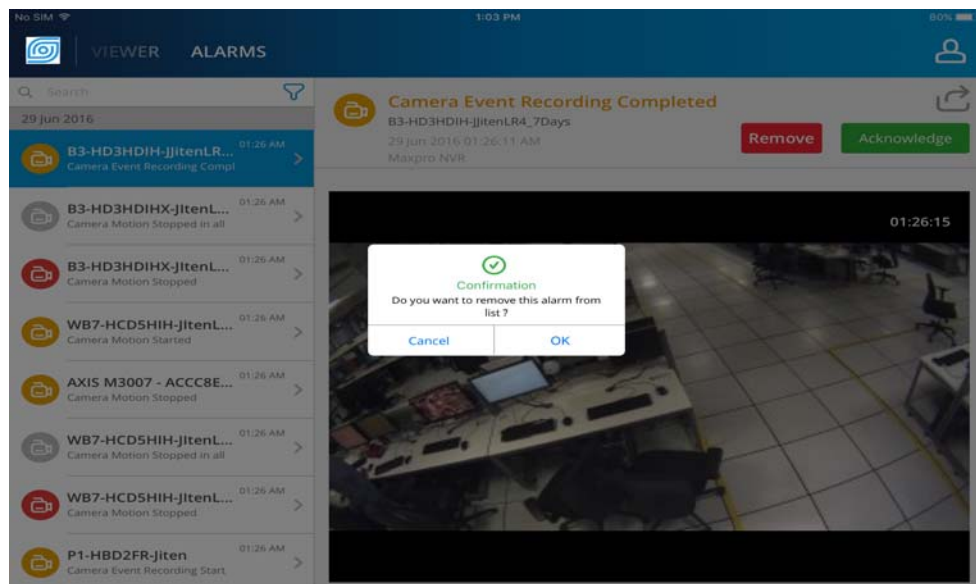 No SIM
1:03 PM
80%
VIEWER
ALARMS
Search
29 Jun 2016
B3-HD3HDIH-JJitenLR...
01:26 AM
Camera Event Recording Compl
B3-HD3HDIHX-JItenL...
01:26 AM
Camera Motion Stopped in all
B3-HD3HDIHX-JItenL...
01:26 AM
Camera Motion Stopped
WB7-HCD5HIH-JItenL...
01:26 AM
Camera Motion Started
AXIS M3007 - ACCC8E...
01:26 AM
Camera Motion Stopped
WB7-HCD5HIH-JItenL...
01:26 AM
Camera Motion Stopped in all
WB7-HCD5HIH-JItenL...
01:26 AM
Camera Motion Stopped
P1-HBD2FR-Jiten
01:26 AM
Camera Event Recording Start
Camera Event Recording Completed
B3-HD3HDIH-JJitenLR4_7Days
29 Jun 2016 01:26:11 AM
Maxpro NVR
Remove
Acknowledge
01:26:15
Confirmation
Do you want to remove this alarm from
list ?
Cancel
OK